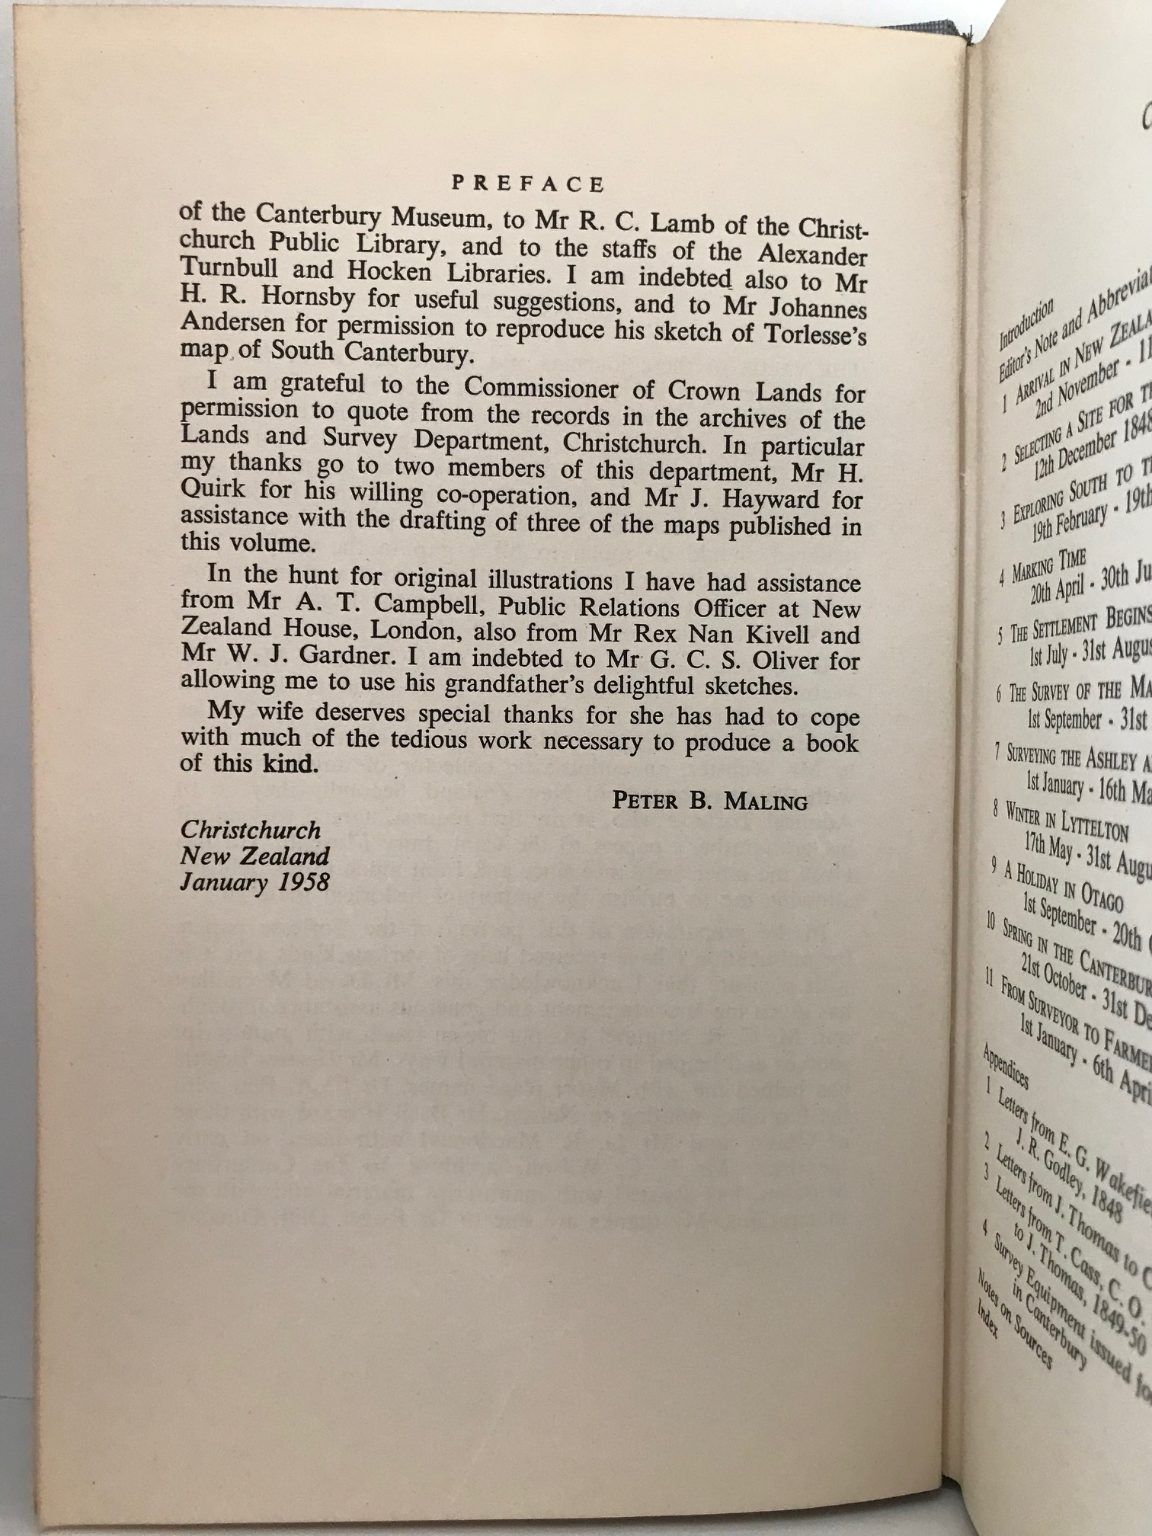 PREFACE
of the Canterbury Museum, to Mr R. C. Lamb of the Christ-
church Public Library, and to the staffs of the Alexander
Turnbull and Hocken Libraries. I am indebted also to Mr
H. R. Hornsby for useful suggestions, and to Mr Johannes
Andersen for permission to reproduce his sketch of Torlesse's
map of South Canterbury.
I am grateful to the Commissioner of Crown Lands for
permission to quote from the records in the archives of the
Lands and Survey Department, Christchurch. In particular
my thanks go to two members of this department, Mr H.
Quirk for his willing co-operation, and Mr J. Hayward for
assistance with the drafting of three of the maps published in
this volume.
In the hunt for original illustrations I have had assistance
from Mr A. T. Campbell, Public Relations Officer at New
Zealand House, London, also from Mr Rex Nan Kivell and
Mr W. J. Gardner. I am indebted to Mr G. C. S. Oliver for
allowing me to use his grandfather's delightful sketches.
My wife deserves special thanks for she has had to cope
with much of the tedious work necessary to produce a book
of this kind.
PETER B. MALING
Christchurch
New Zealand
January 1958
Introduction
Editor's Note and
1 ARRIVAL IN NEW
2nd November -
2 SELECTING A SITE FOR
12th December 1848
3 EXPLORING SOUTH TO
19th February -
4 MARKING TIME
20th April - 30th
5 THE SETTLEMENT BEGINS
1st July - 31st
6 THE SURVEY OF THE
1st September - 31st
7 SURVEYING THE ASHLEY
1st January - 16th
8 WINTER IN LYTTELTON
17th May - 31st
9 A HOLIDAY IN OTAGO
1st September - 20th
10 SPRING IN THE
21st October - 31st
11 FROM SURVEYOR TO
1st January - 6th
Appendices
1 Letters from E. G.
J. R. Godley, 1848
2 Letters from J. Thomas to
3 Letters from T. Cass, C. O.
to J. Thomas, 1849-50
4 Survey Equipment issued
in Canterbury
Notes on Sources
Index